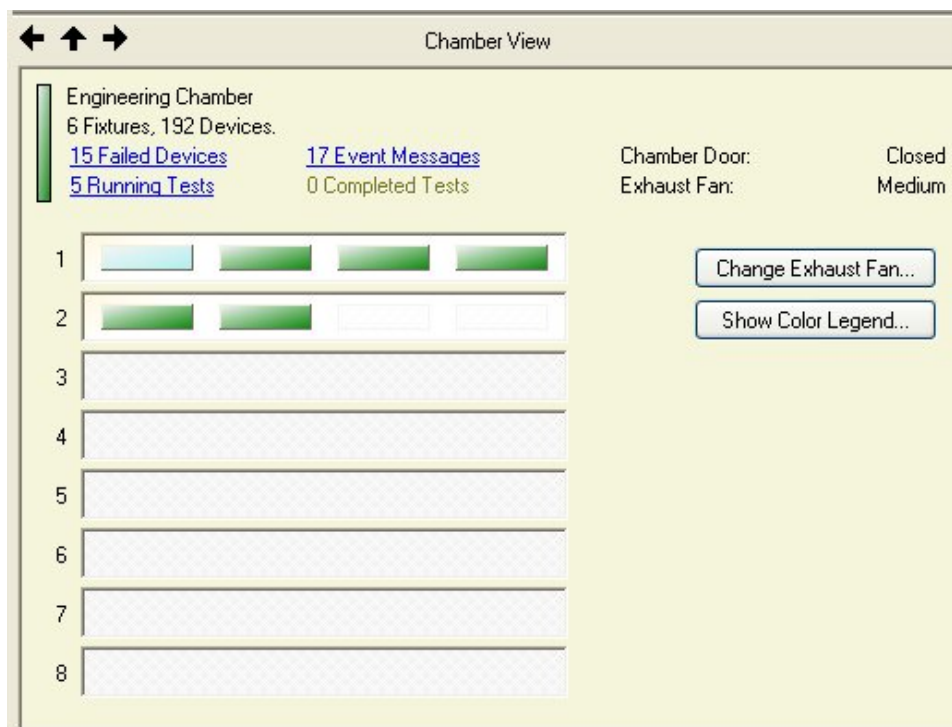 Chamber View
Engineering Chamber
6 Fixtures, 192 Devices.
15 Failed Devices 17 Event Messages Chamber Door: Closed
5 Running Tests 0 Completed Tests Exhaust Fan: Medium
1
Change Exhaust Fan...
2
Show Color Legend...
3
4
5
6
7
8